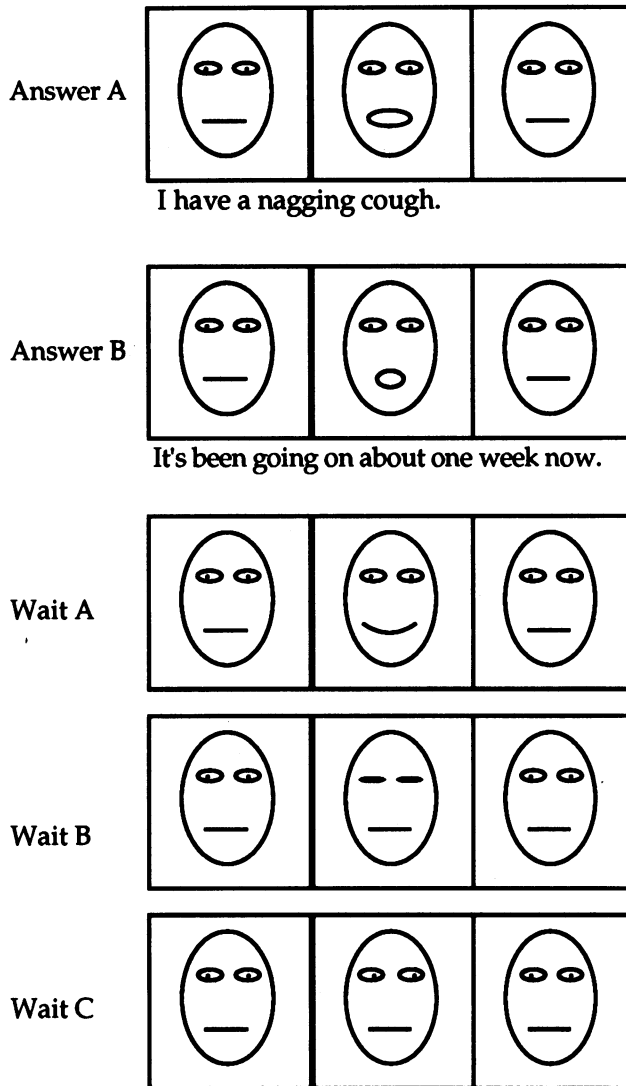 Answer A
I have a nagging cough.
Answer B
It's been going on about one week now.
Wait A
Wait B
Wait C